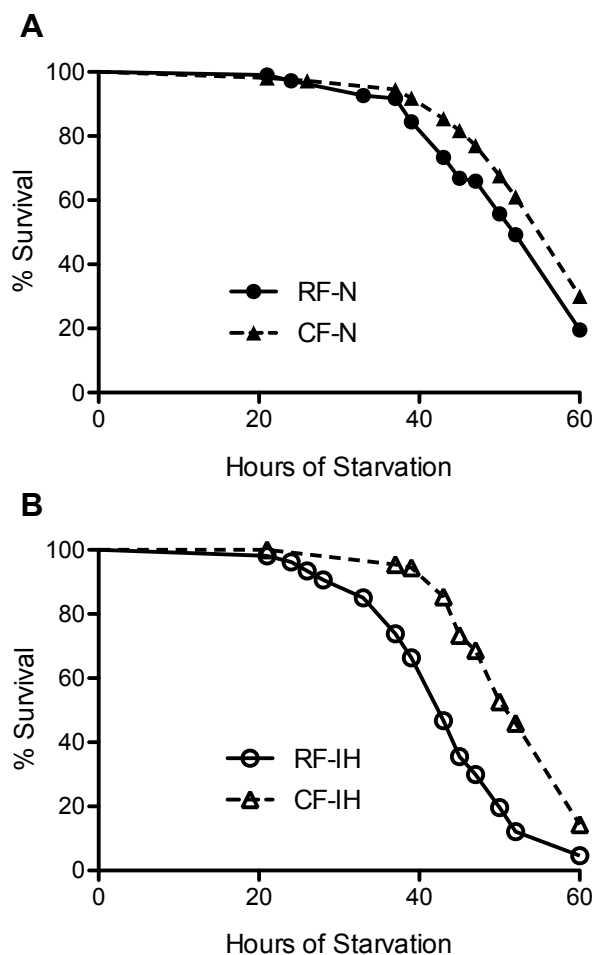 A
100
80
60
40
20
0
% Survival
RF-N
CF-N
0 20 40 60
Hours of Starvation
B
100
80
60
40
20
0
% Survival
RF-IH
CF-IH
0 20 40 60
Hours of Starvation